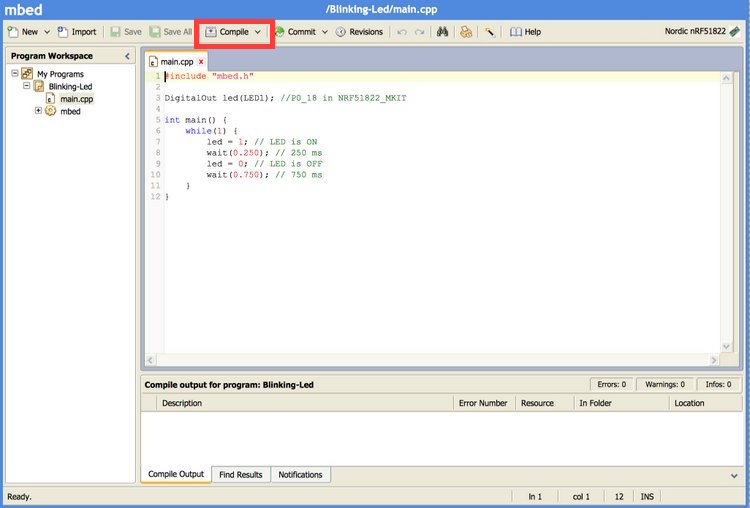 mbed
/Blinking-Led/main.cpp
New Import Save Save All Compile Commit Revisions Help Nordic nRF51822
Program Workspace
My Programs
Blinking-Led
main.cpp
mbed
main.cpp x
1 #include "mbed.h"
2
3 DigitalOut led(LED1); //P0_18 in NRF51822_MKIT
4
5 int main() {
6 while(1) {
7 led = 1; // LED is ON
8 wait(0.250); // 250 ms
9 led = 0; // LED is OFF
10 wait(0.750); // 750 ms
11 }
12 }
Compile output for program: Blinking-Led Errors: 0 Warnings: 0 Infos: 0
Description Error Number Resource In Folder Location
Compile Output Find Results Notifications
Ready. ln 1 col 1 12 INS